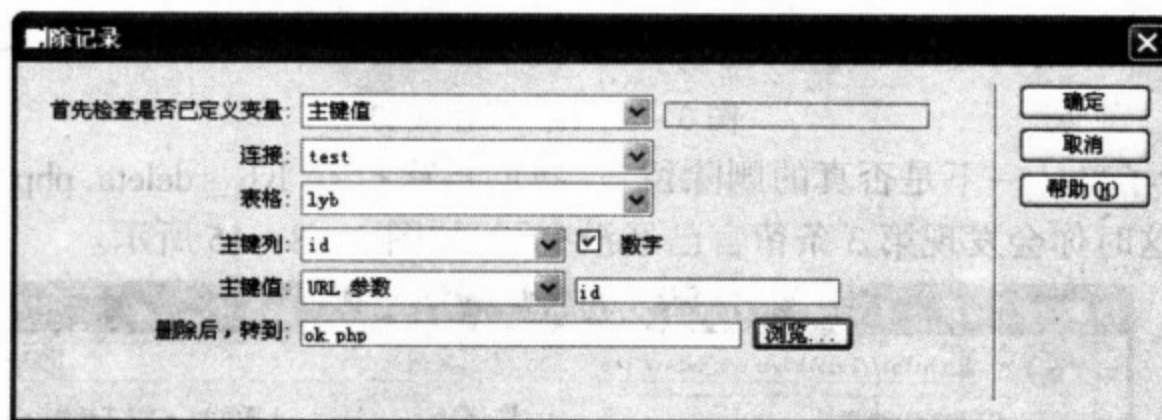 删除记录
首先检查是否已定义变量: 主键值
连接: test
表格: lyb
主键列: id 数字
主键值: URL 参数 id
删除后,转到: ok.php 浏览...
确定
取消
帮助(H)